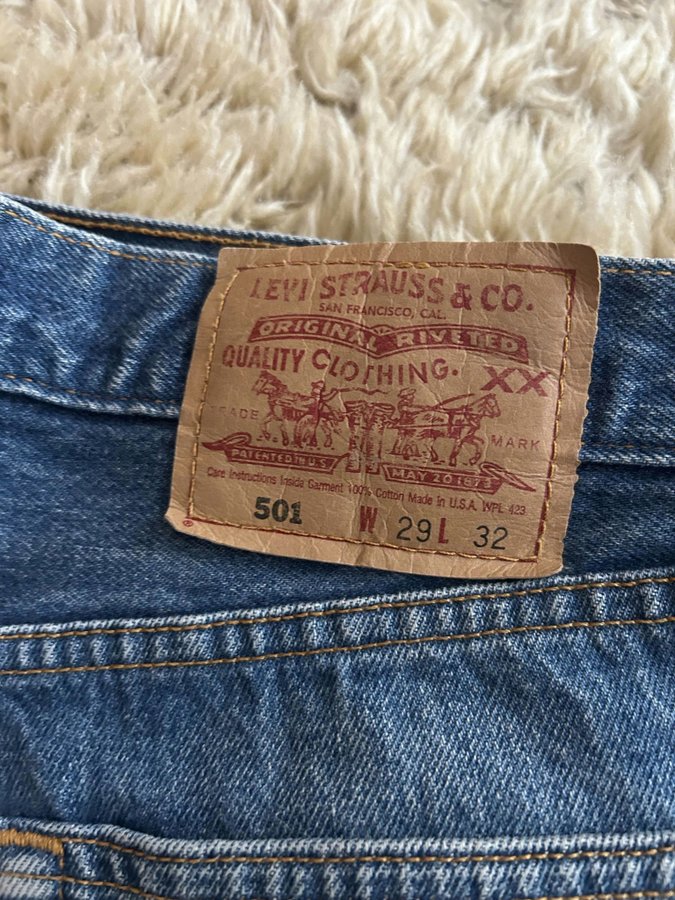 LEVI STRAUSS & CO.
SAN FRANCISCO, CAL.
ORIGINAL RIVETED
QUALITY CLOTHING.
XX
TRADE MARK
PATENTED IN U.S. MAY 20 1873
Care Instructions Inside Garment 100% Cotton Made in U.S.A. WPL 423
501 W 29 L 32
®